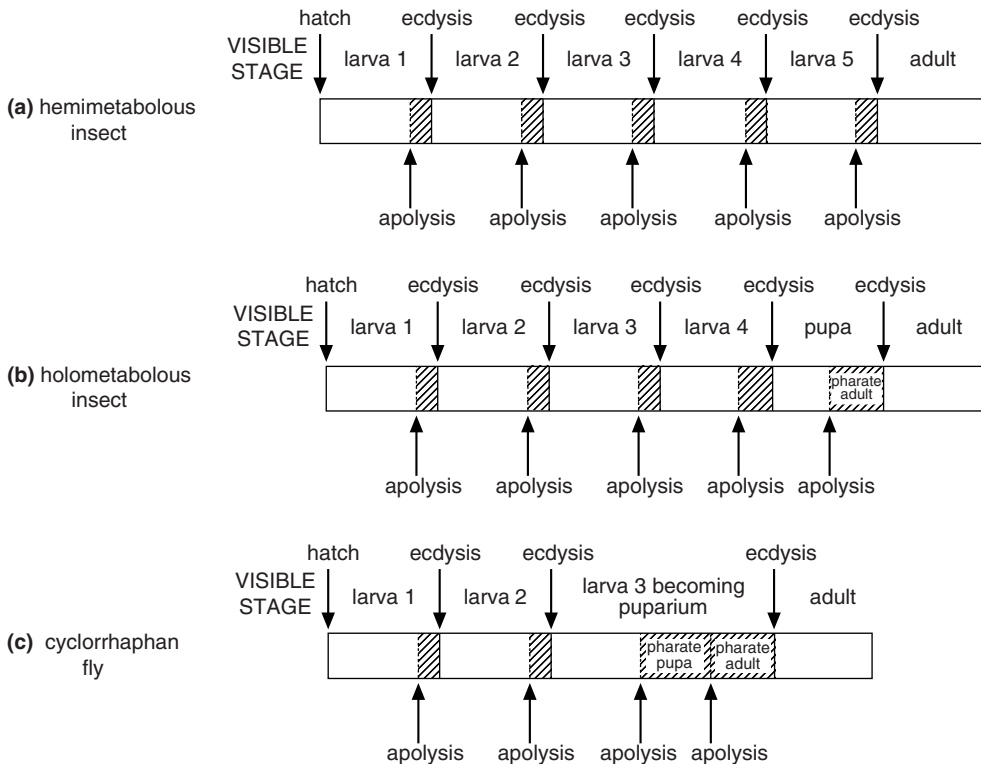 hatch ecdysis ecdysis ecdysis ecdysis ecdysis
VISIBLE STAGE
larva 1 larva 2 larva 3 larva 4 larva 5 adult
(a) hemimetabolous
insect
apolysis apolysis apolysis apolysis apolysis
hatch ecdysis ecdysis ecdysis ecdysis ecdysis
VISIBLE STAGE
larva 1 larva 2 larva 3 larva 4 pupa adult
(b) holometabolous
insect
pharate
adult
apolysis apolysis apolysis apolysis apolysis
hatch ecdysis ecdysis ecdysis
VISIBLE STAGE
larva 1 larva 2 larva 3 becoming
puparium
adult
(c) cyclorrhaphan
fly
pharate
pupa
pharate
adult
apolysis apolysis apolysis apolysis